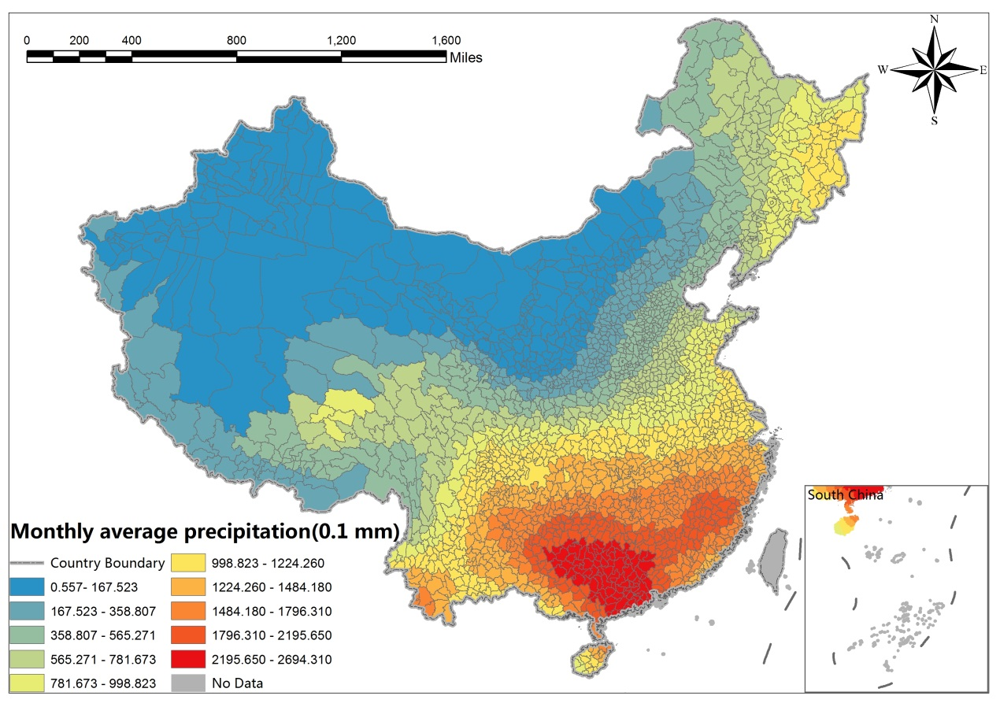 0 200 400 800 1,200 1,600
Miles
N
W E
S
South China
Monthly average precipitation(0.1 mm)
Country Boundary
0.557- 167.523
167.523 - 358.807
358.807 - 565.271
565.271 - 781.673
781.673 - 998.823
998.823 - 1224.260
1224.260 - 1484.180
1484.180 - 1796.310
1796.310 - 2195.650
2195.650 - 2694.310
No Data